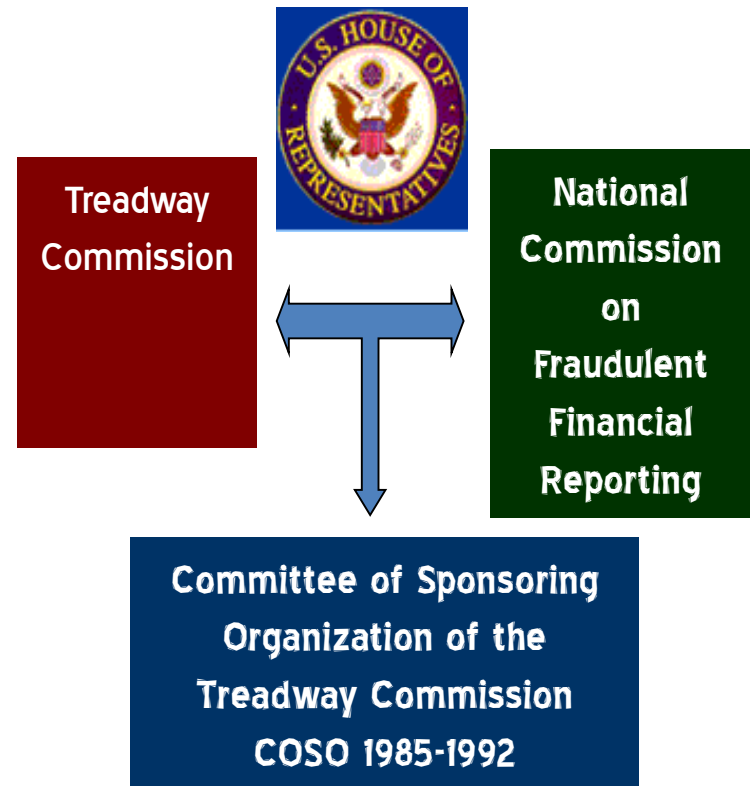 U.S. HOUSE OF
REPRESENTATIVES
Treadway
Commission
National
Commission
on
Fraudulent
Financial
Reporting
Committee of Sponsoring
Organization of the
Treadway Commission
COSO 1985-1992